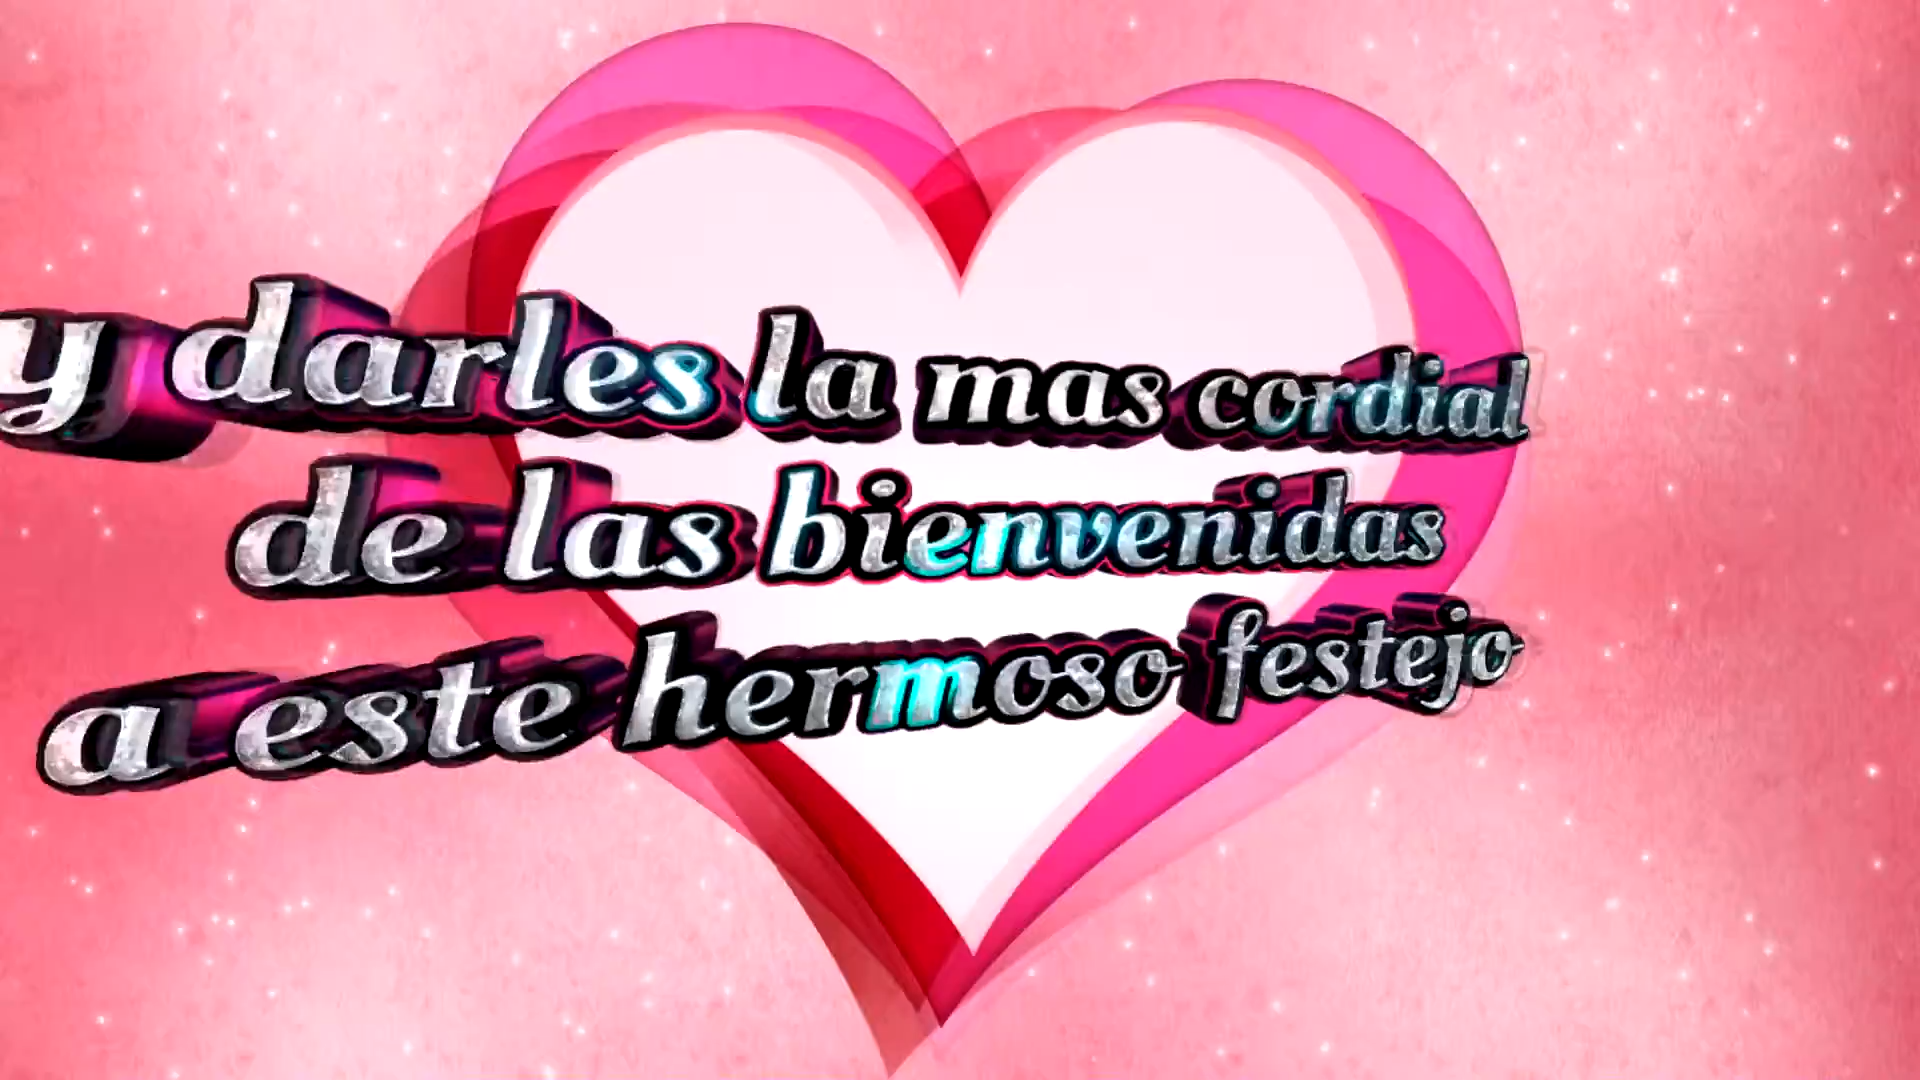 y darles la mas cordial
de las bienvenidas
a este hermoso festejo